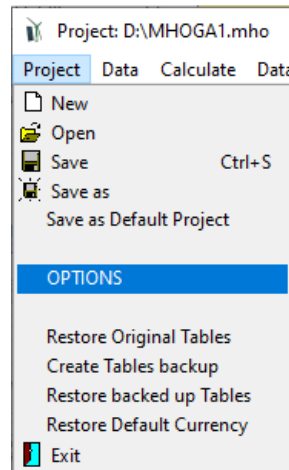 Project: D:\MHOGA1.mho
Project Data Calculate Data
New
Open
Save Ctrl+S
Save as
Save as Default Project
OPTIONS
Restore Original Tables
Create Tables backup
Restore backed up Tables
Restore Default Currency
Exit